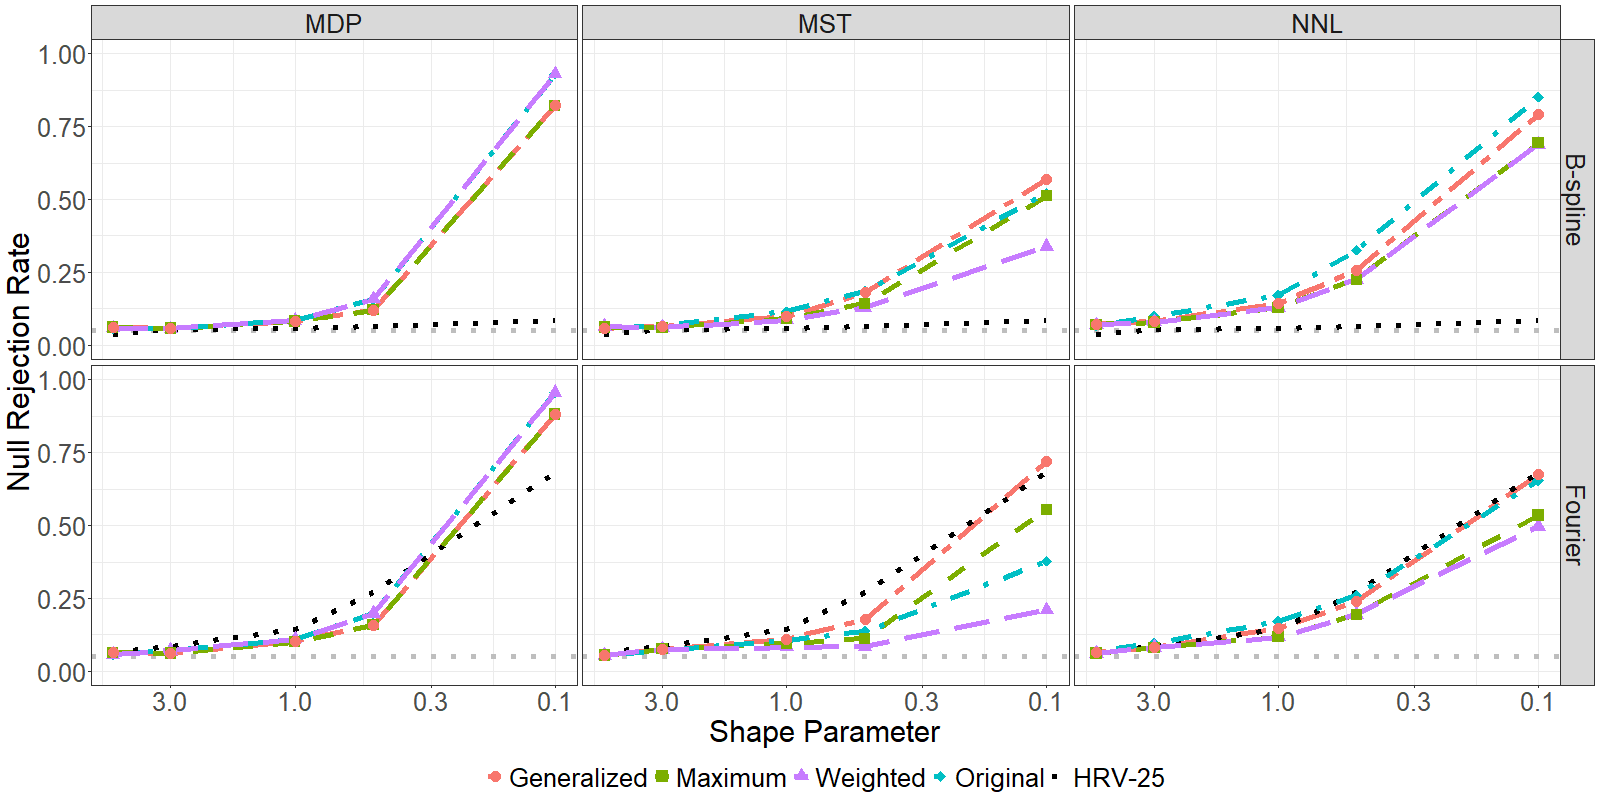 MDP MST NNL
1.00
0.75
0.50
0.25
0.00
B-spline
Null Rejection Rate
1.00
0.75
0.50
0.25
0.00
Fourier
3.0 1.0 0.3 0.1 3.0 1.0 0.3 0.1 3.0 1.0 0.3 0.1
Shape Parameter
Generalized Maximum Weighted Original HRV-25